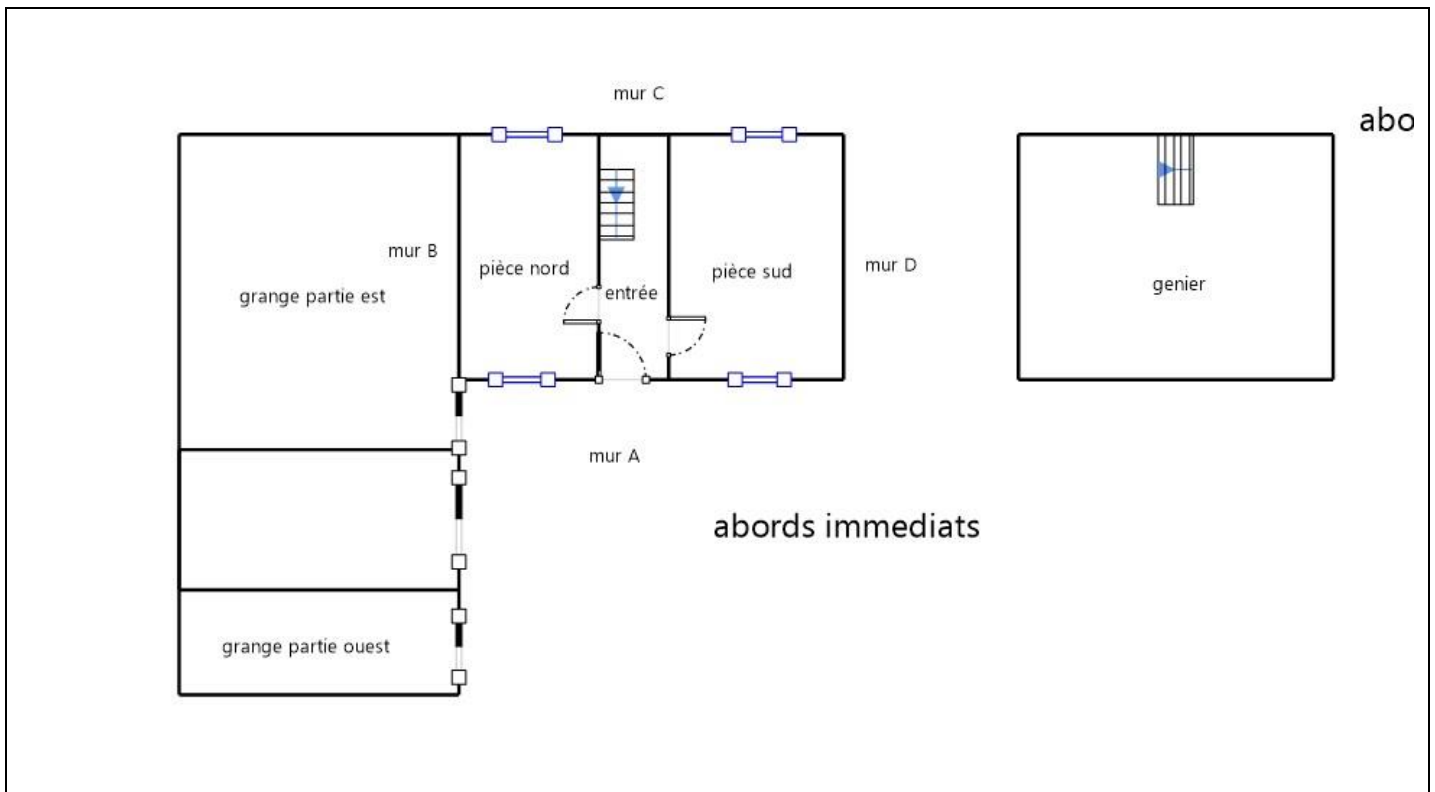 mur C
abo
mur B
pièce nord
pièce sud
mur D
grange partie est
entrée
genier
mur A
abords immediats
grange partie ouest